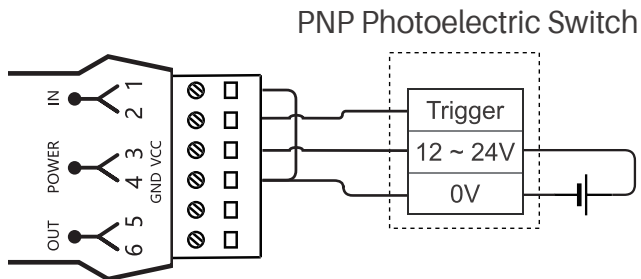 PNP Photoelectric Switch
IN
1
2
POWER
3
4
VCC
GND
OUT
5
6
Trigger
12 ~ 24V
0V